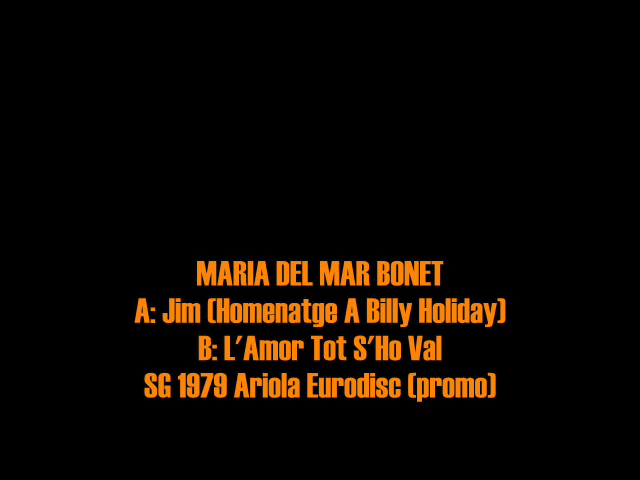 MARIA DEL MAR BONET
A: Jim (Homenatge A Billy Holiday)
B: L'Amor Tot S'Ho Val
SG 1979 Ariola Eurodisc (promo)